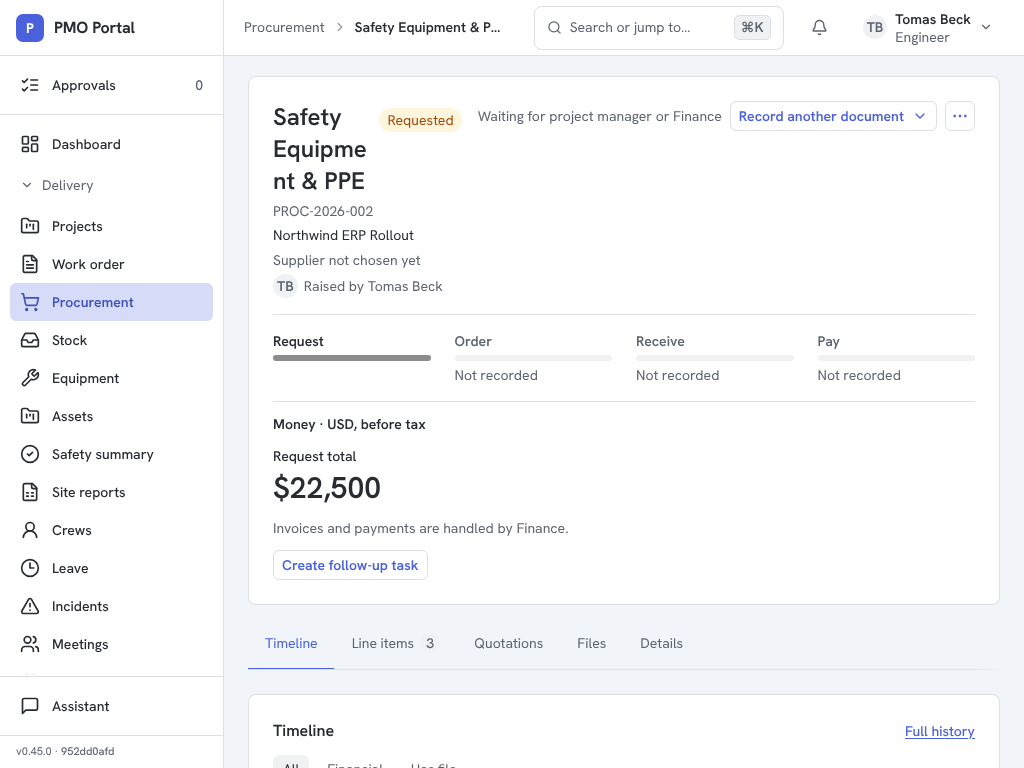 P PMO Portal
Procurement > Safety Equipment & P...
Search or jump to... ⌘K
TB Tomas Beck
Engineer
Approvals 0
Dashboard
Delivery
Projects
Work order
Procurement
Stock
Equipment
Assets
Safety summary
Site reports
Crews
Leave
Incidents
Meetings
Assistant
v0.45.0 · 952dd0afd
Safety
Equipme
nt & PPE
Requested
Waiting for project manager or Finance
Record another document
PROC-2026-002
Northwind ERP Rollout
Supplier not chosen yet
TB Raised by Tomas Beck
Request Order Receive Pay
Not recorded Not recorded Not recorded
Money · USD, before tax
Request total
$22,500
Invoices and payments are handled by Finance.
Create follow-up task
Timeline Line items 3 Quotations Files Details
Timeline Full history
All Financial Has file